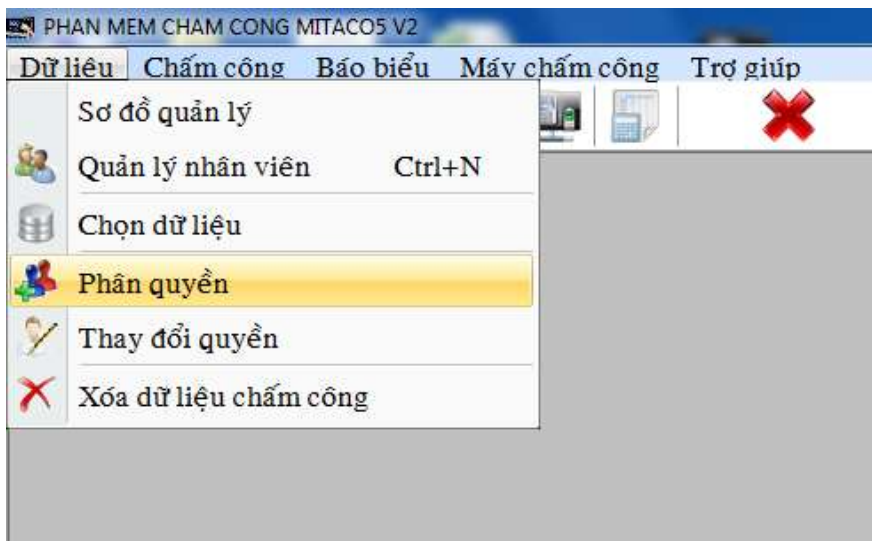 PHAN MEM CHAM CONG MITACO5 V2
Dữ liệu Chấm công Báo biểu Máy chấm công Trợ giúp
Sơ đồ quản lý
Quản lý nhân viên Ctrl+N
Chọn dữ liệu
Phân quyền
Thay đổi quyền
Xóa dữ liệu chấm công